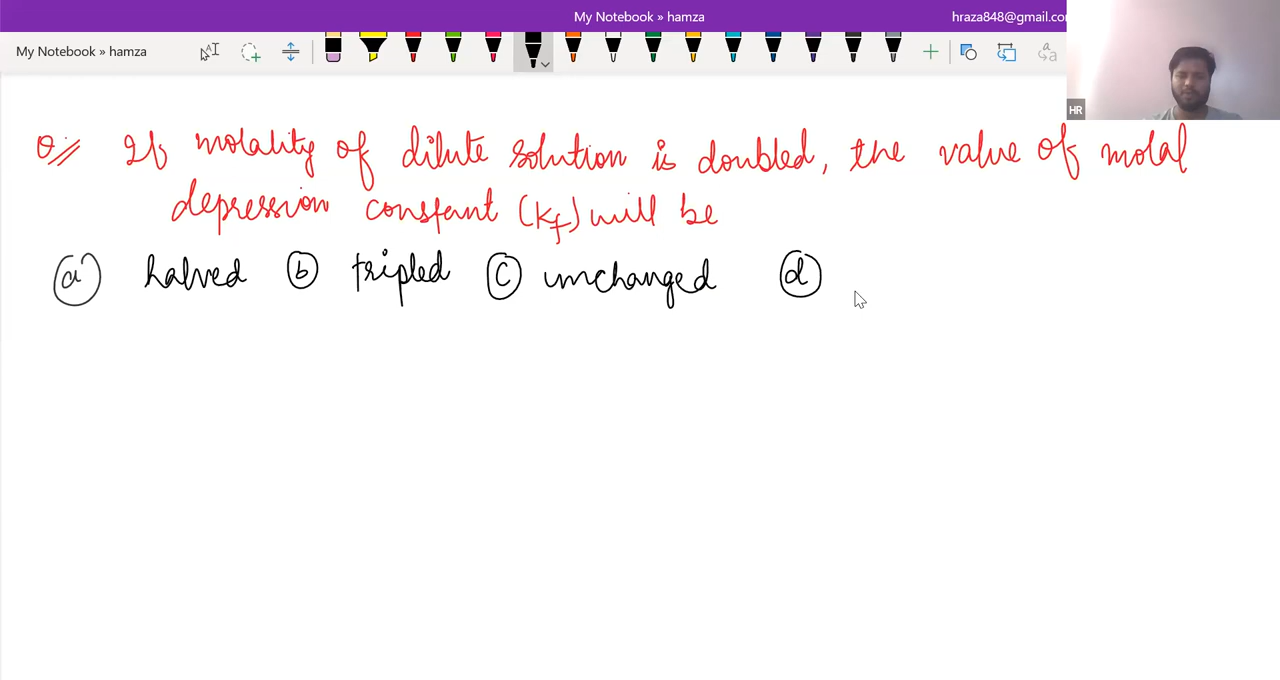 My Notebook » hamza
hraza848@gmail.co
My Notebook » hamza
HR
Q. If molality of dilute solution is doubled, the value of molal
depression constant (Kf) will be
(a) halved (b) tripled (c) unchanged (d)